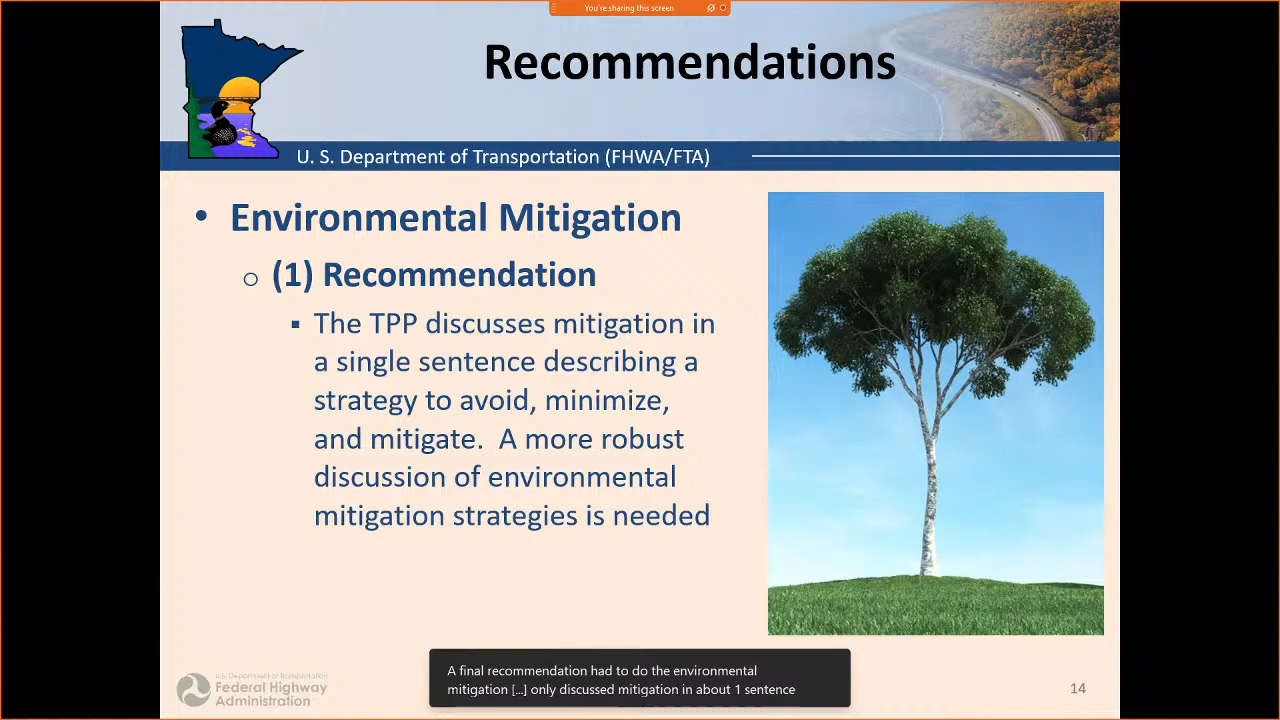 You're sharing this screen
Recommendations
U. S. Department of Transportation (FHWA/FTA)
• Environmental Mitigation
o (1) Recommendation
▪ The TPP discusses mitigation in
a single sentence describing a
strategy to avoid, minimize,
and mitigate. A more robust
discussion of environmental
mitigation strategies is needed
A final recommendation had to do the environmental
mitigation [...] only discussed mitigation in about 1 sentence
U.S. Department of Transportation
Federal Highway
Administration
14